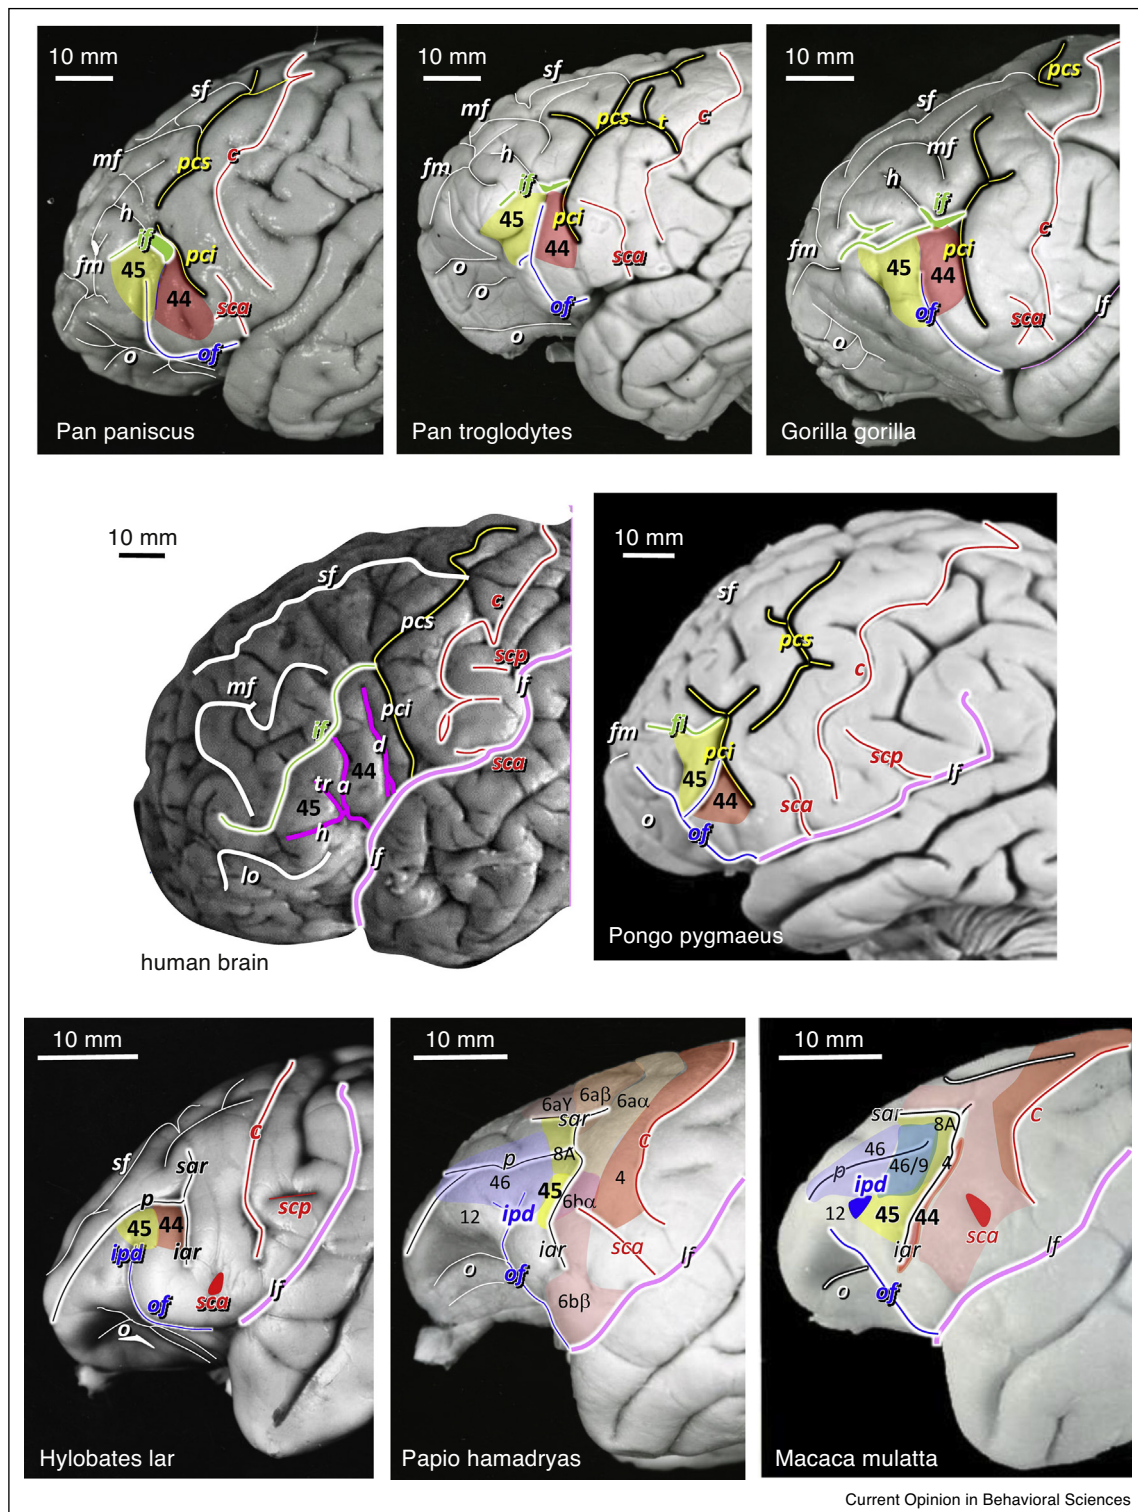 10 mm
sf
mf
h
fm
if
45
44
pcs
pci
c
sca
of
o
Pan paniscus
10 mm
sf
mf
h
fm
if
45
44
pcs
t
pci
c
sca
of
o
o
o
Pan troglodytes
10 mm
pcs
sf
mf
h
if
fm
45
44
pci
c
sca
of
o
lf
Gorilla gorilla
10 mm
sf
mf
c
pcs
scp
lf
pci
if
d
44
sca
tr
a
45
h
lo
lf
human brain
10 mm
sf
pcs
c
fm
fi
pci
45
44
scp
lf
sca
o
of
Pongo pygmaeus
10 mm
sf
sar
c
p
scp
45
44
ipd
iar
of
sca
lf
o
Hylobates lar
10 mm
6aγ
6aβ
6aα
sar
c
p
8A
46
45
4
12
ipd
6bα
iar
sca
lf
o
of
6bβ
Papio hamadryas
10 mm
sar
c
8A
46
46/9
4
p
ipd
12
45
44
sca
iar
lf
o
of
Macaca mulatta
Current Opinion in Behavioral Sciences